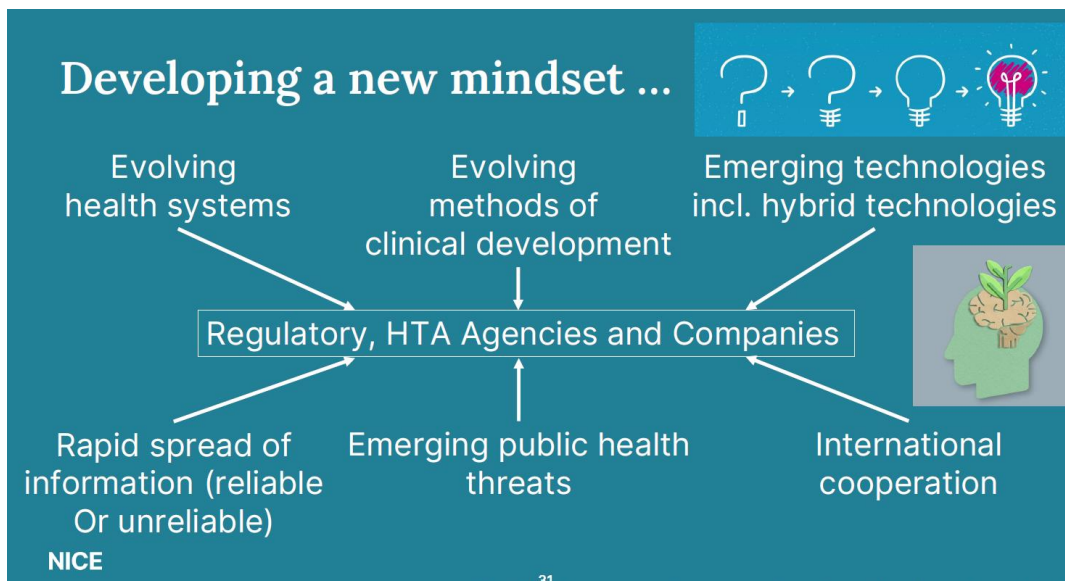 Developing a new mindset ...
Evolving
health systems
Evolving
methods of
clinical development
Emerging technologies
incl. hybrid technologies
Regulatory, HTA Agencies and Companies
Rapid spread of
information (reliable
Or unreliable)
Emerging public health
threats
International
cooperation
NICE
31